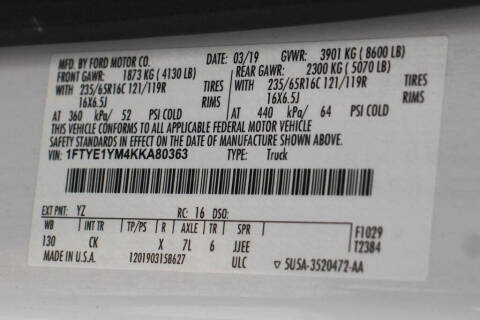 MFD. BY FORD MOTOR CO. DATE: 03/19 GVWR: 3901 KG ( 8600 LB)
FRONT GAWR: 1873 KG ( 4130 LB) REAR GAWR: 2300 KG ( 5070 LB)
WITH 235/65R16C 121/119R TIRES WITH 235/65R16C 121/119R TIRES
16X6.5J RIMS 16X6.5J RIMS
AT 360 kPa/ 52 PSI COLD AT 440 kPa/ 64 PSI COLD
THIS VEHICLE CONFORMS TO ALL APPLICABLE FEDERAL MOTOR VEHICLE
SAFETY STANDARDS IN EFFECT ON THE DATE OF MANUFACTURE SHOWN ABOVE.
VIN: 1FTYE1YM4KKA80363 TYPE: Truck
EXT PNT: YZ RC: 16 DSO:
WB INT TR TP/PS R AXLE TR SPR F1029
130 CK X 7L 6 JJEE T2384
MADE IN U.S.A. 1201903158627 ULC ▽ 5U5A-3520472-AA